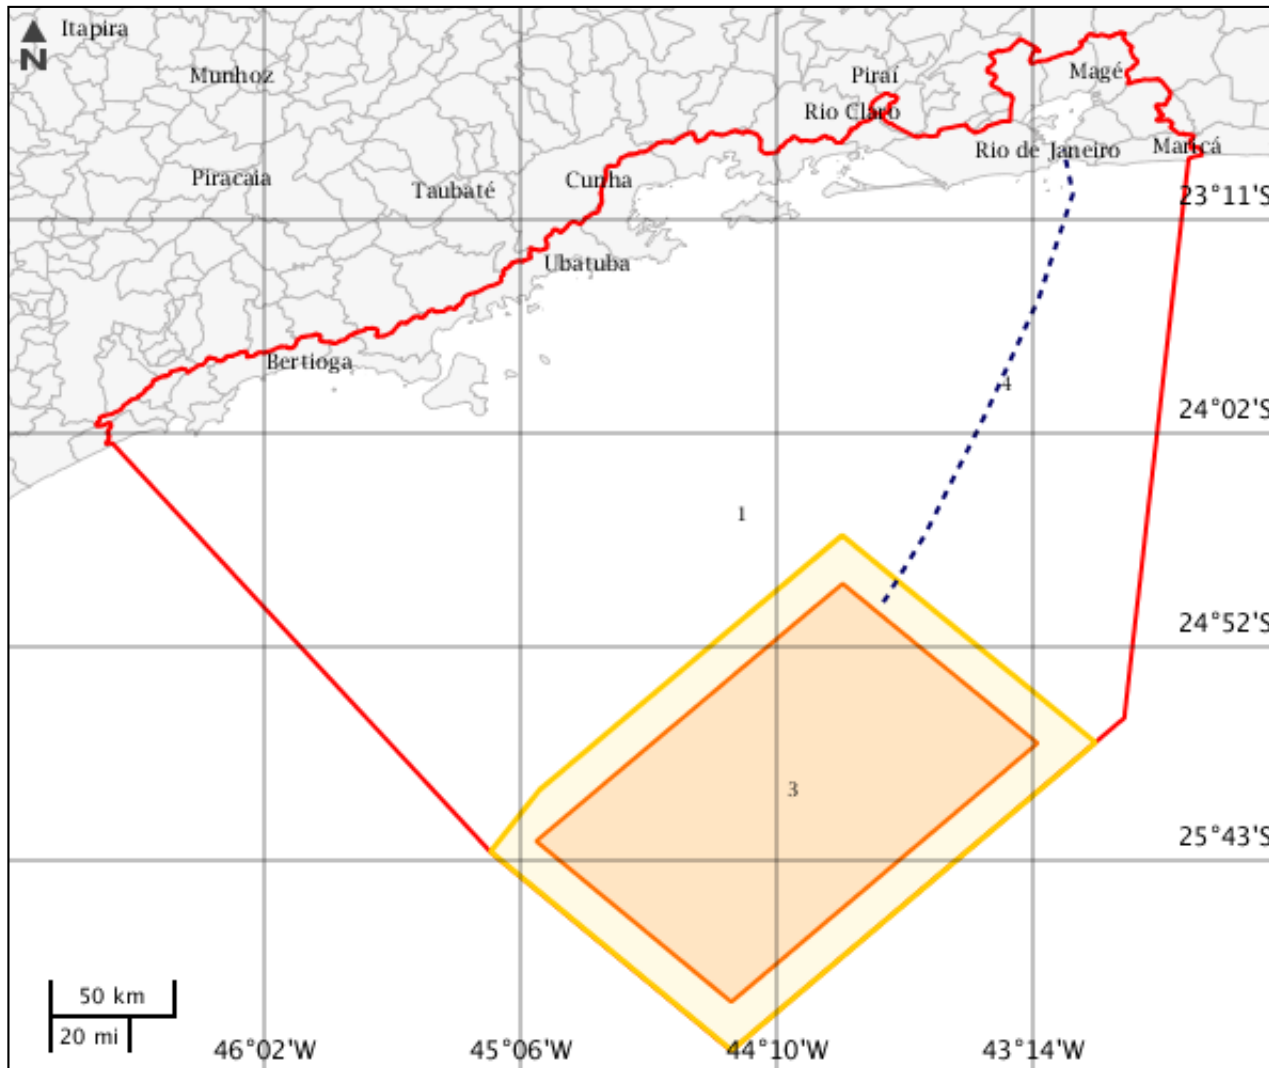 Itapira
N
Munhoz
Piraí
Magé
Rio Claro
Rio de Janeiro
Maricá
Piracaia
Taubaté
Cunha
23°11'S
Ubatuba
Bertioga
4
24°02'S
1
24°52'S
3
25°43'S
50 km
20 mi
46°02'W
45°06'W
44°10'W
43°14'W